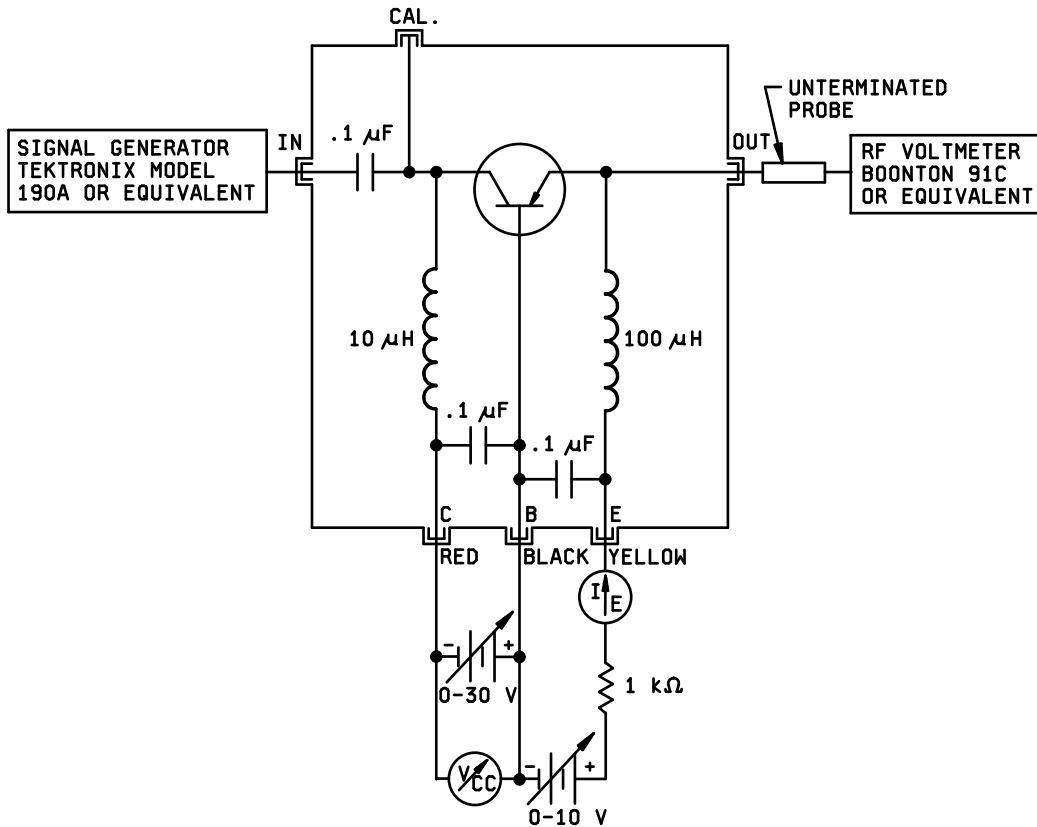 CAL.
UNTERMINATED
PROBE
SIGNAL GENERATOR
TEKTRONIX MODEL
190A OR EQUIVALENT
IN
.1 µF
OUT
RF VOLTMETER
BOONTON 91C
OR EQUIVALENT
10 µH
100 µH
.1 µF
.1 µF
C
B
E
RED
BLACK
YELLOW
I E
- +
0-30 V
1 kΩ
V CC
- +
0-10 V